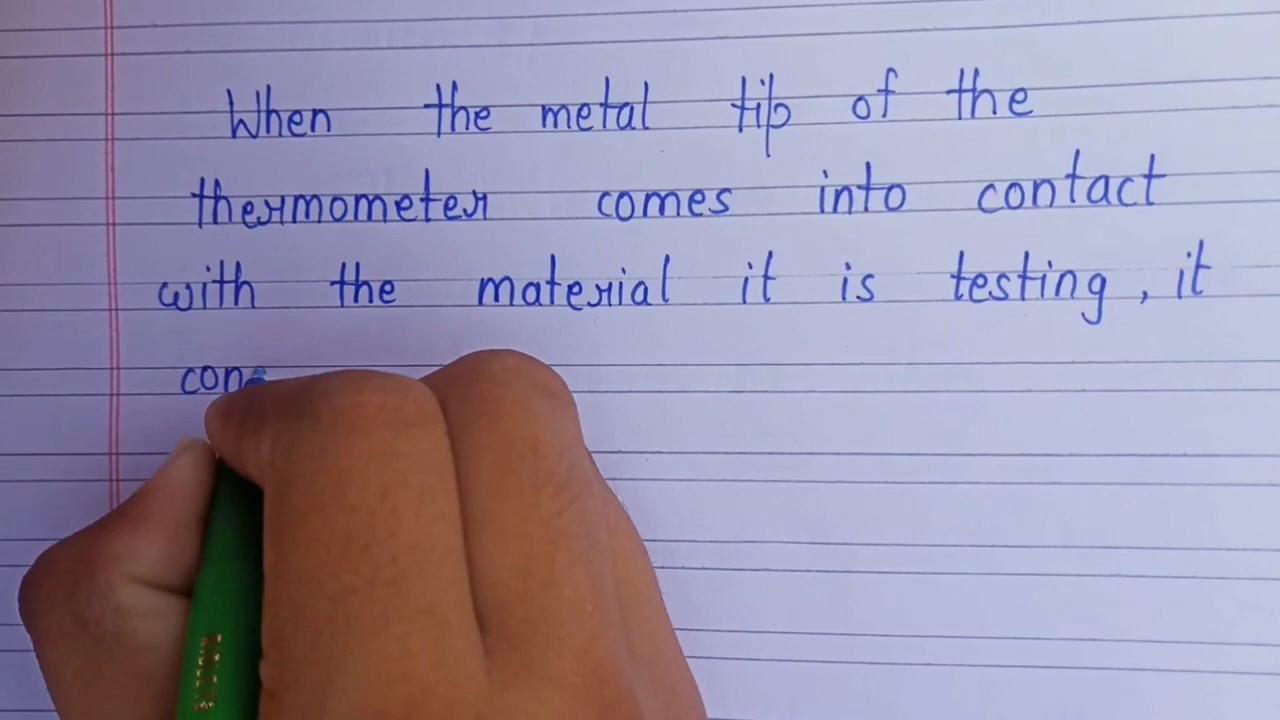 When the metal tip of the
thermometer comes into contact
with the material it is testing, it